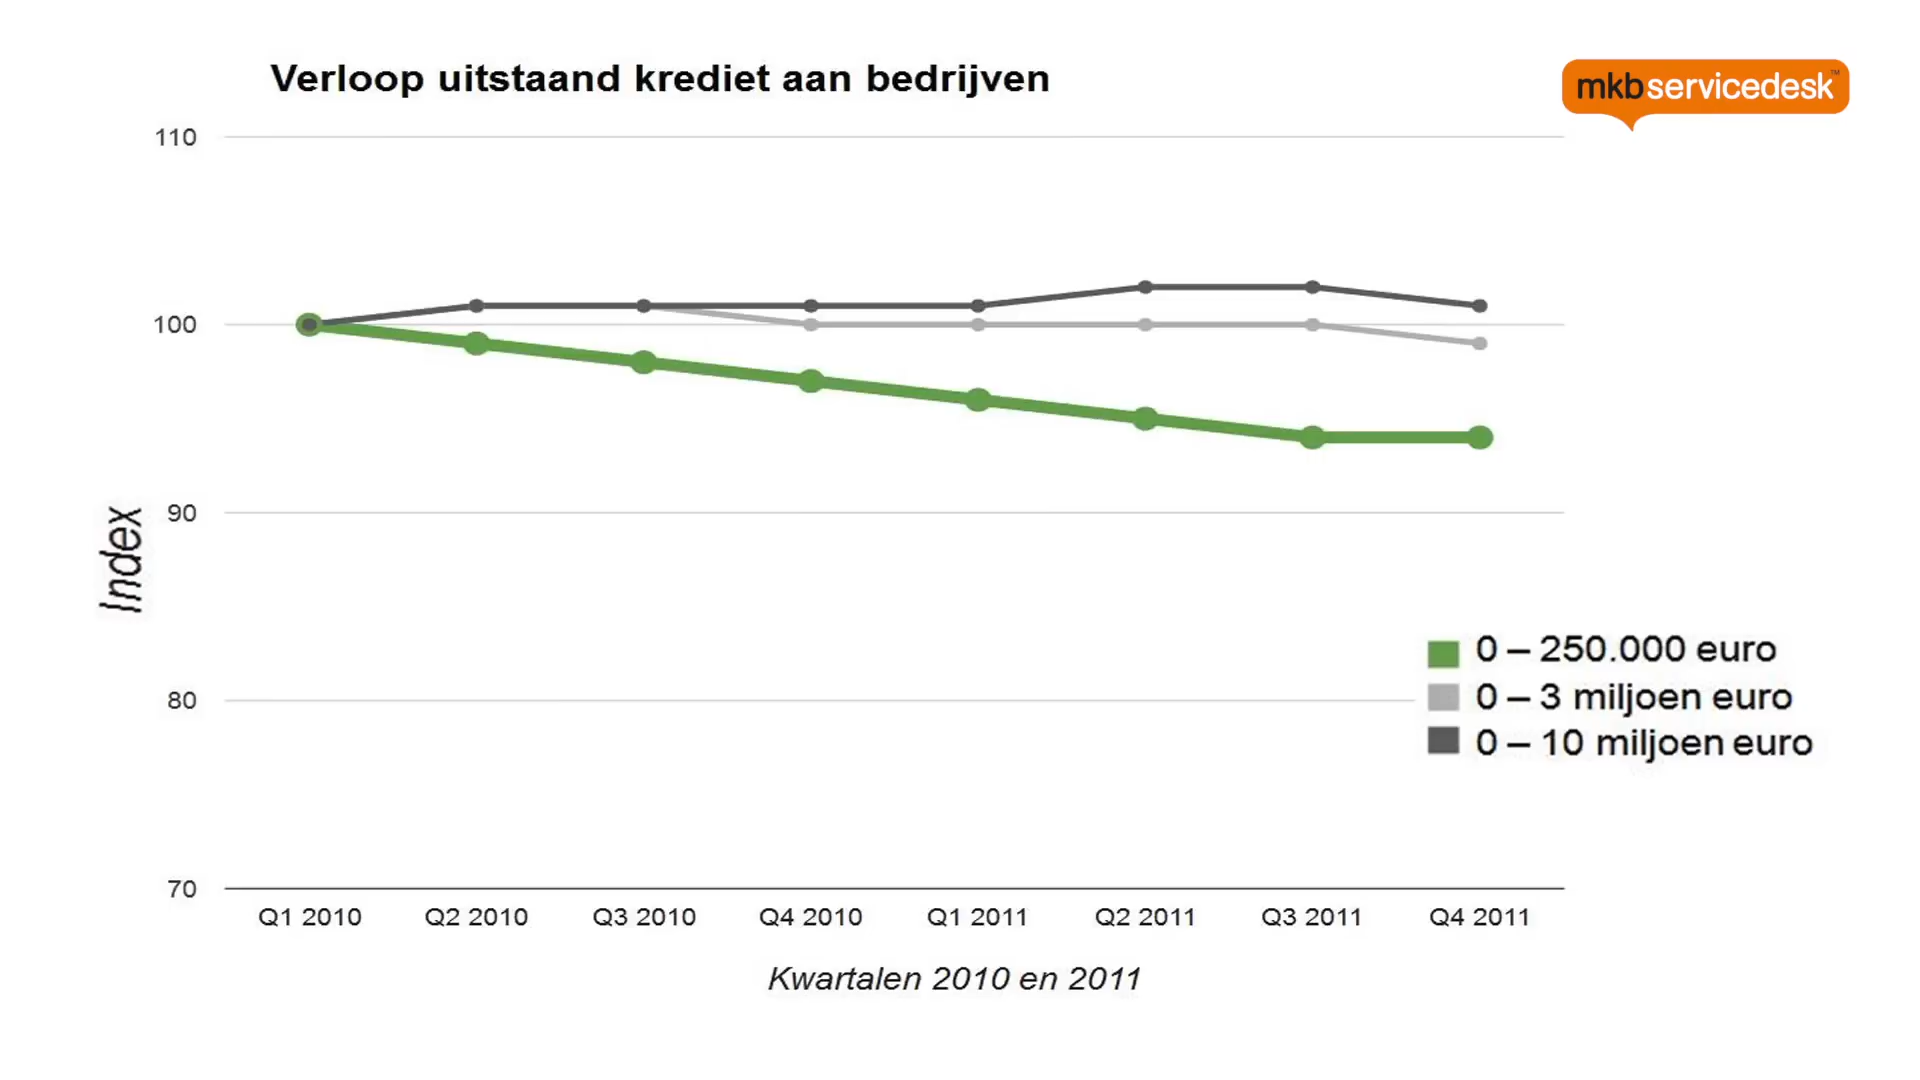 Verloop uitstaand krediet aan bedrijven
mkbservicedesk™
110
100
90
80
70
Index
0 – 250.000 euro
0 – 3 miljoen euro
0 – 10 miljoen euro
Q1 2010 Q2 2010 Q3 2010 Q4 2010 Q1 2011 Q2 2011 Q3 2011 Q4 2011
Kwartalen 2010 en 2011